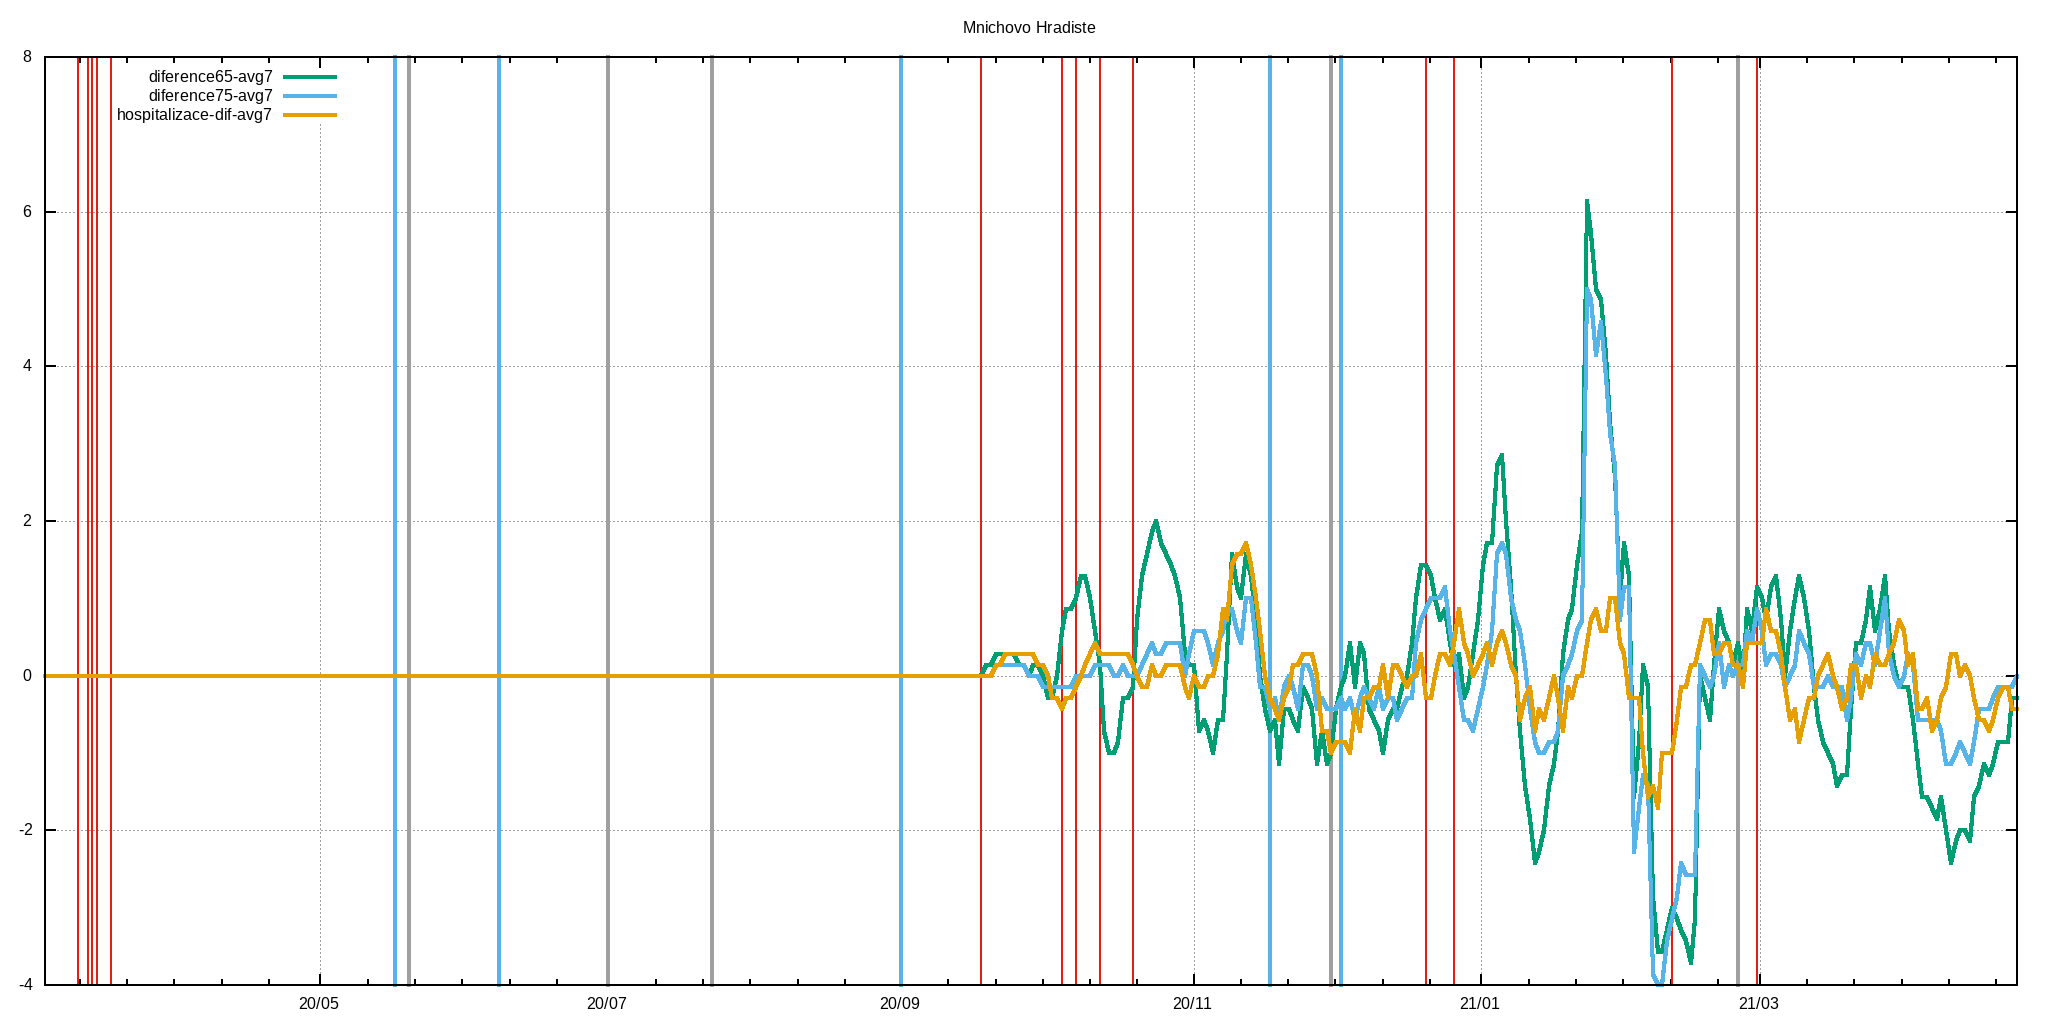 Mnichovo Hradiste
8
diference65-avg7
diference75-avg7
hospitalizace-dif-avg7
6
4
2
0
-2
-4
20/05 20/07 20/09 20/11 21/01 21/03